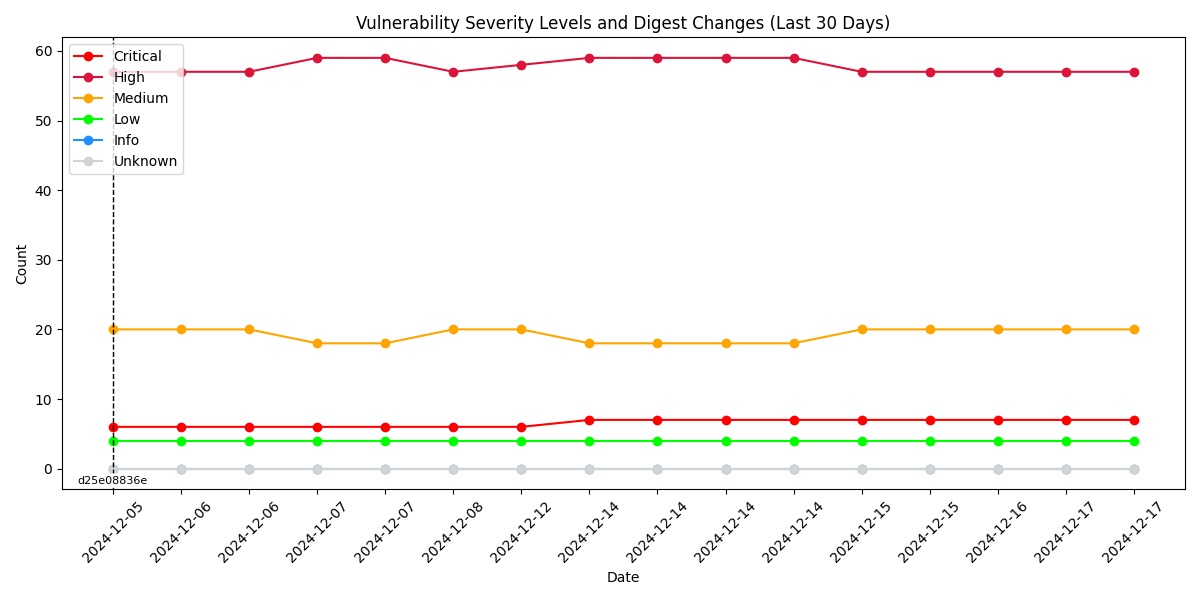 Vulnerability Severity Levels and Digest Changes (Last 30 Days)
Critical
High
Medium
Low
Info
Unknown
60
50
40
30
20
10
0
Count
d25e08836e
2024-12-05
2024-12-06
2024-12-06
2024-12-07
2024-12-07
2024-12-08
2024-12-12
2024-12-14
2024-12-14
2024-12-14
2024-12-14
2024-12-15
2024-12-15
2024-12-16
2024-12-17
2024-12-17
Date